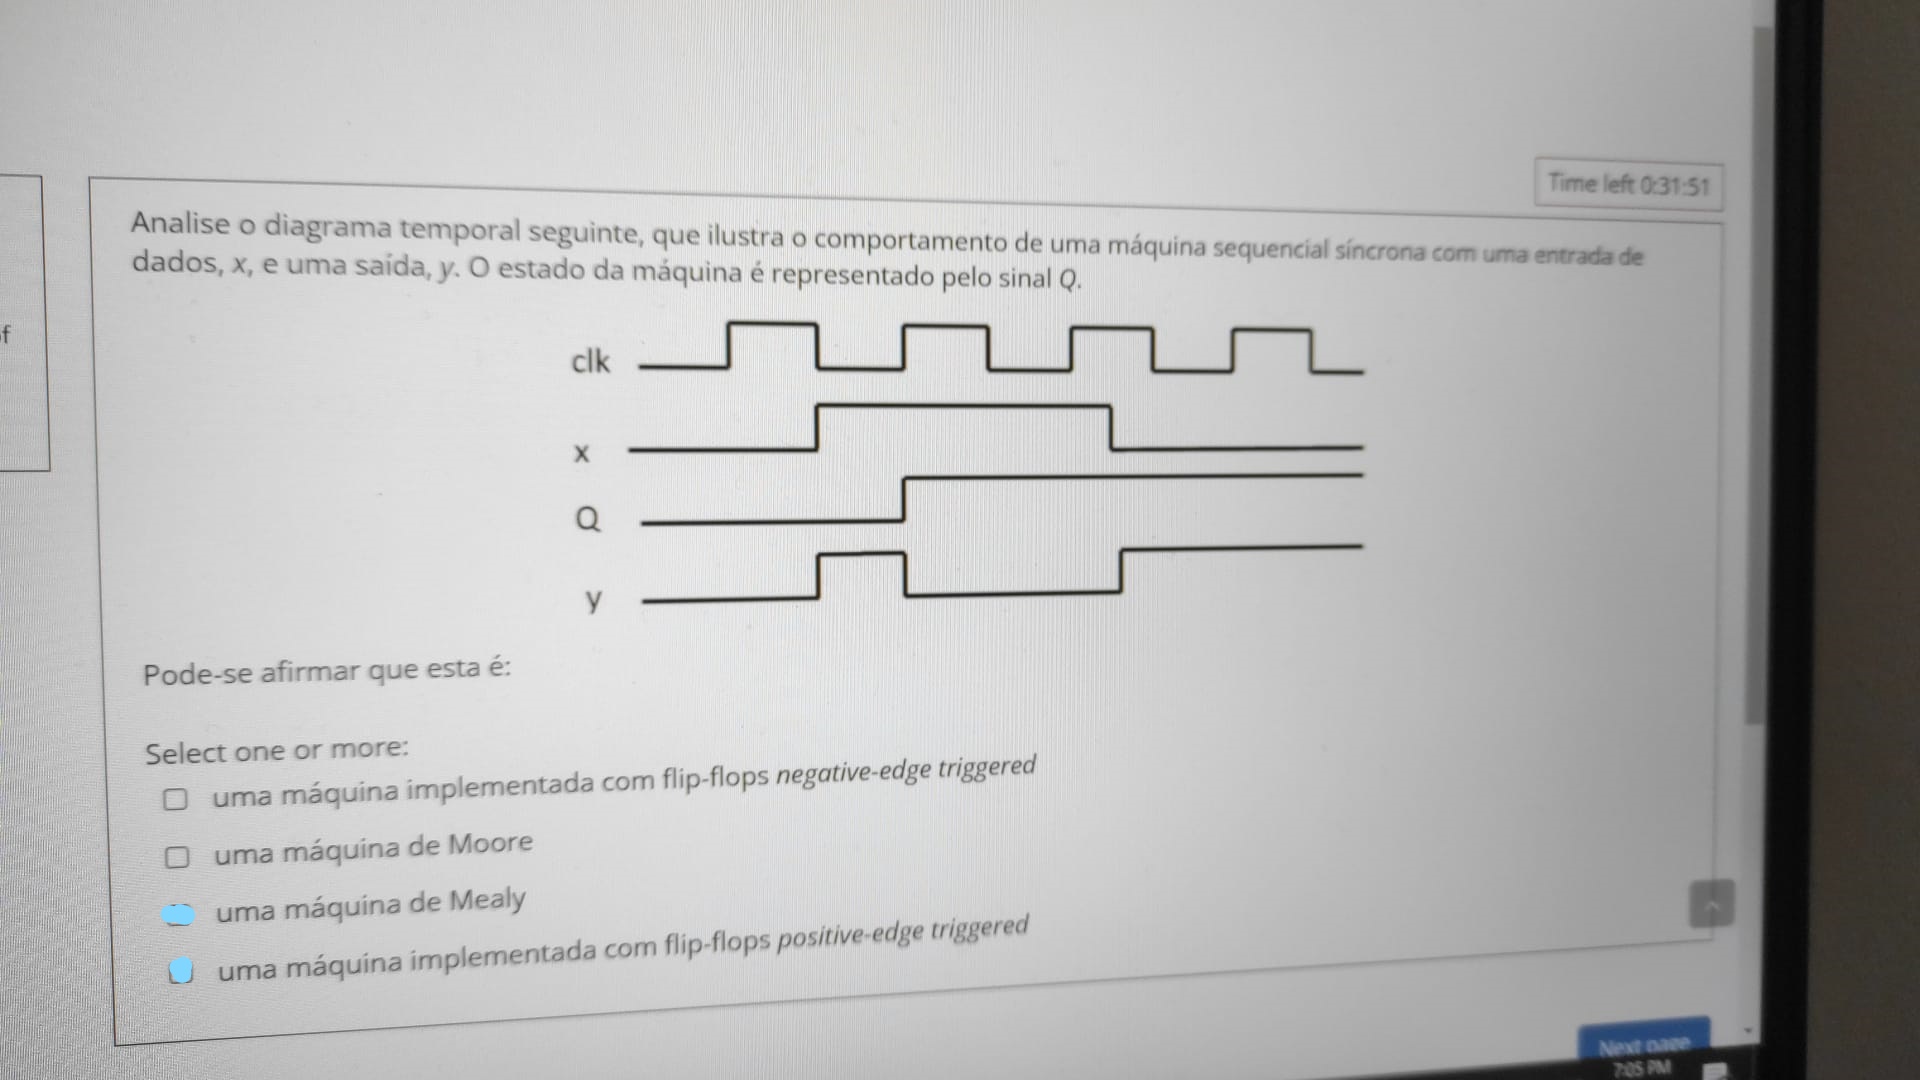 Time left 0:31:51
of
Analise o diagrama temporal seguinte, que ilustra o comportamento de uma máquina sequencial síncrona com uma entrada de
dados, x, e uma saída, y. O estado da máquina é representado pelo sinal Q.
clk
x
Q
y
Pode-se afirmar que esta é:
Select one or more:
uma máquina implementada com flip-flops negative-edge triggered
uma máquina de Moore
uma máquina de Mealy
uma máquina implementada com flip-flops positive-edge triggered
Next page
7:05 PM